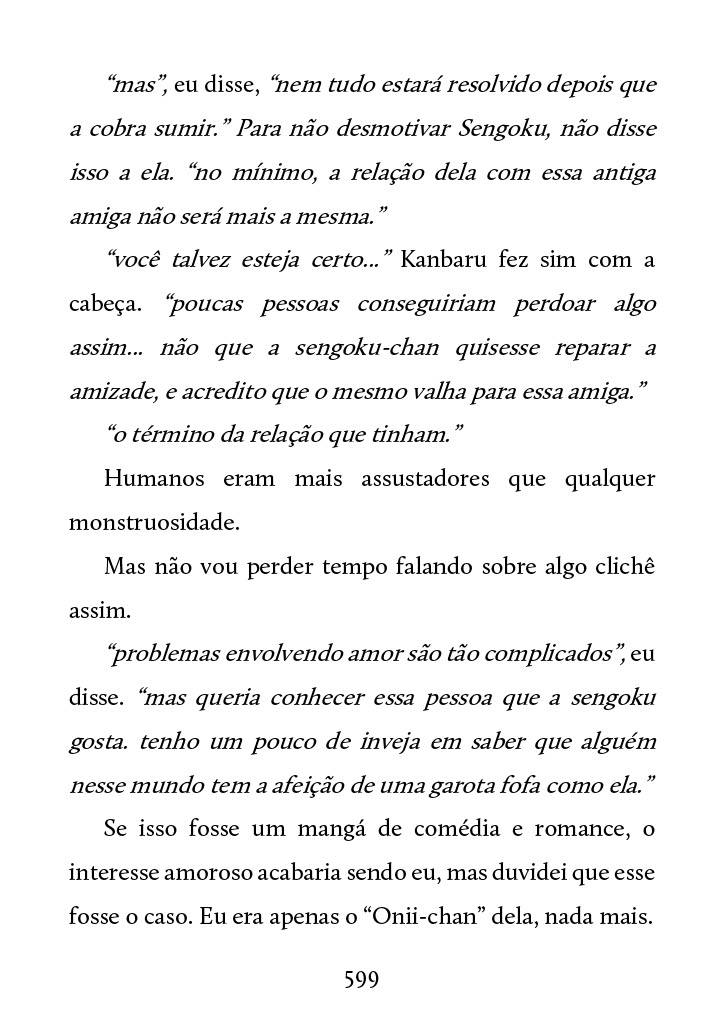 “mas”, eu disse, “nem tudo estará resolvido depois que
a cobra sumir.” Para não desmotivar Sengoku, não disse
isso a ela. “no mínimo, a relação dela com essa antiga
amiga não será mais a mesma.”
“você talvez esteja certo...” Kanbaru fez sim com a
cabeça. “poucas pessoas conseguiriam perdoar algo
assim... não que a sengoku-chan quisesse reparar a
amizade, e acredito que o mesmo valha para essa amiga.”
“o término da relação que tinham.”
Humanos eram mais assustadores que qualquer
monstruosidade.
Mas não vou perder tempo falando sobre algo clichê
assim.
“problemas envolvendo amor são tão complicados”, eu
disse. “mas queria conhecer essa pessoa que a sengoku
gosta. tenho um pouco de inveja em saber que alguém
nesse mundo tem a afeição de uma garota fofa como ela.”
Se isso fosse um mangá de comédia e romance, o
interesse amoroso acabaria sendo eu, mas duvidei que esse
fosse o caso. Eu era apenas o “Onii-chan” dela, nada mais.
599